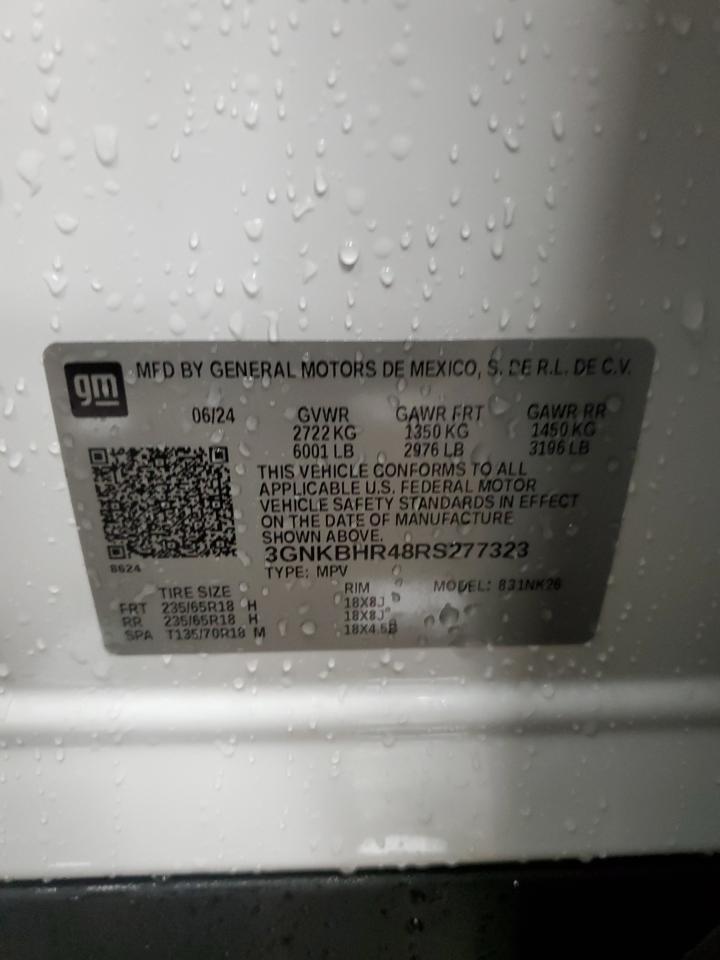 gm MFD BY GENERAL MOTORS DE MEXICO, S. DE R.L. DE C.V.
06/24 GVWR GAWR FRT GAWR RR
2722 KG 1350 KG 1450 KG
6001 LB 2976 LB 3196 LB
THIS VEHICLE CONFORMS TO ALL
APPLICABLE U.S. FEDERAL MOTOR
VEHICLE SAFETY STANDARDS IN EFFECT
ON THE DATE OF MANUFACTURE
SHOWN ABOVE.
3GNKBHR48RS277323
8624 TYPE: MPV
TIRE SIZE RIM MODEL: 831NK26
FRT 235/65R18 H 18X8J
RR 235/65R18 H 18X8J
SPA T135/70R18 M 18X4.5B